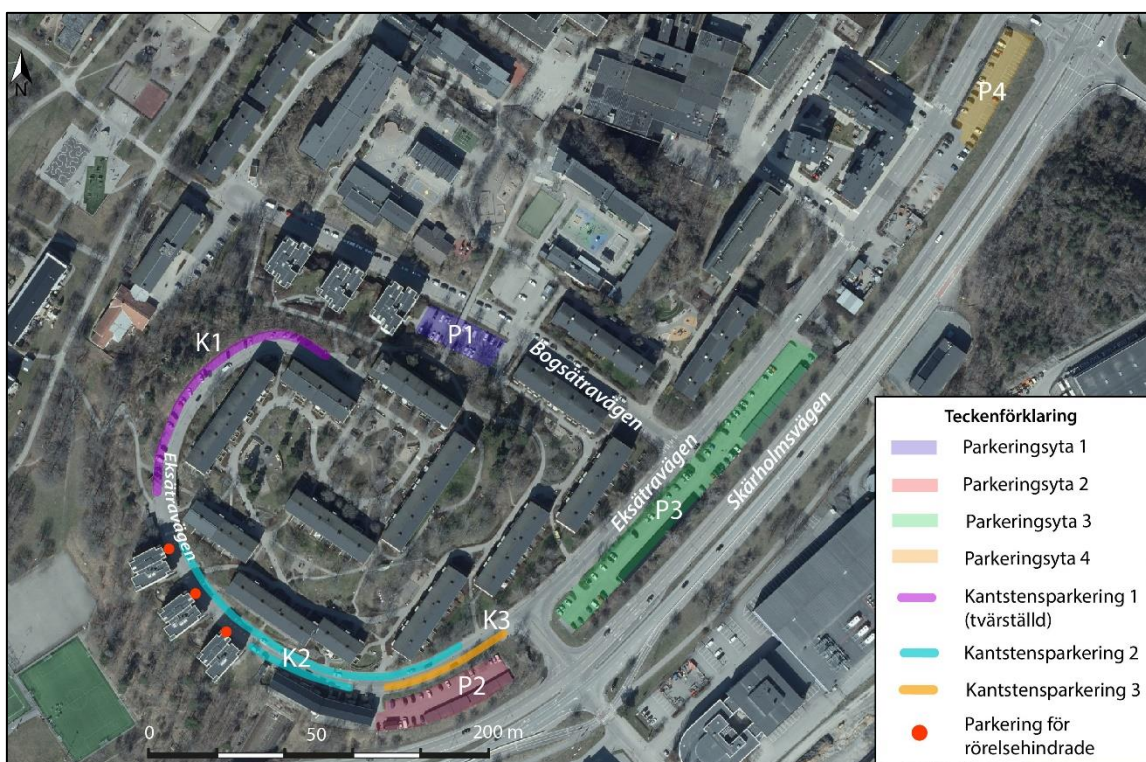 N
P4
K1
P1
Bogsätravägen
Eksätravägen
Skärholmsvägen
P3
Eksätravägen
K3
K2
P2
0 50 200 m
Teckenförklaring
Parkeringsyta 1
Parkeringsyta 2
Parkeringsyta 3
Parkeringsyta 4
Kantstensparkering 1
(tvärställd)
Kantstensparkering 2
Kantstensparkering 3
Parkering för
rörelsehindrade